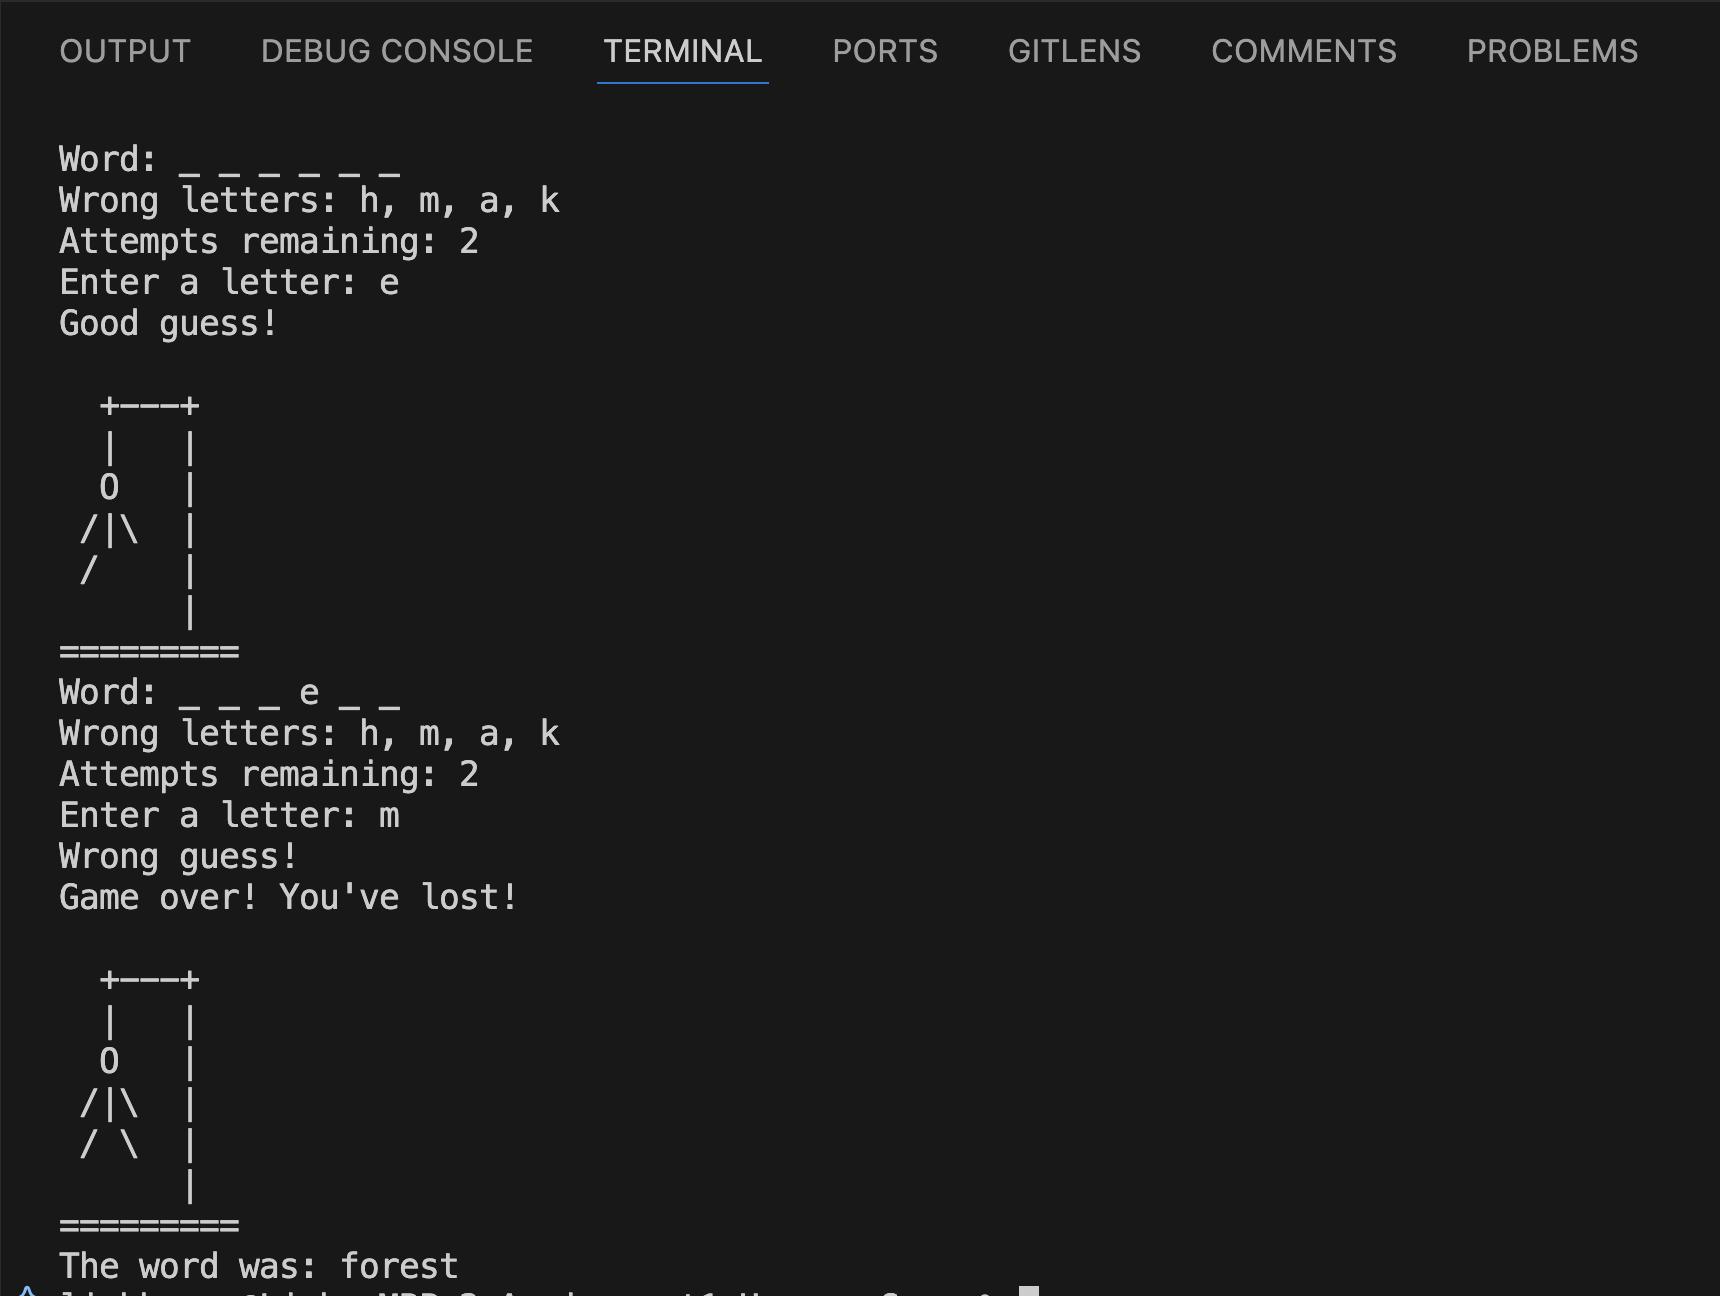 OUTPUT DEBUG CONSOLE TERMINAL PORTS GITLENS COMMENTS PROBLEMS
Word: _ _ _ _ _ _
Wrong letters: h, m, a, k
Attempts remaining: 2
Enter a letter: e
Good guess!
  +---+
  |   |
  O   |
 /|\  |
 /    |
      |
=========
Word: _ _ _ e _ _
Wrong letters: h, m, a, k
Attempts remaining: 2
Enter a letter: m
Wrong guess!
Game over! You've lost!
  +---+
  |   |
  O   |
 /|\  |
 / \  |
      |
=========
The word was: forest